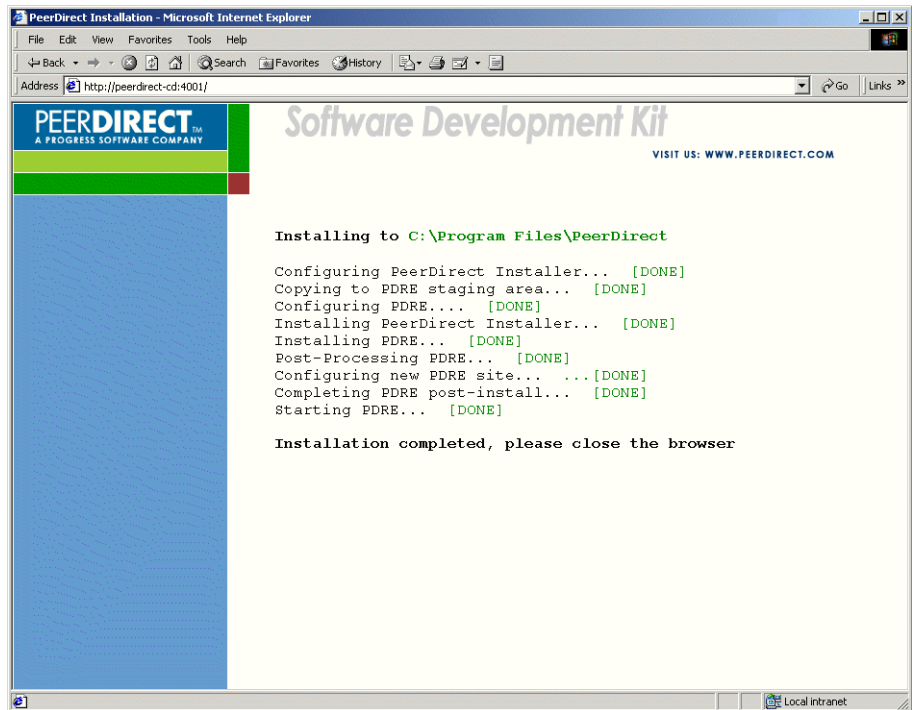 PeerDirect Installation - Microsoft Internet Explorer
File Edit View Favorites Tools Help
Back Search Favorites History
Address http://peerdirect-cd:4001/ Go Links »
PEERDIRECT TM
A PROGRESS SOFTWARE COMPANY
Software Development Kit
VISIT US: WWW.PEERDIRECT.COM
Installing to C:\Program Files\PeerDirect
Configuring PeerDirect Installer... [DONE]
Copying to PDRE staging area... [DONE]
Configuring PDRE.... [DONE]
Installing PeerDirect Installer... [DONE]
Installing PDRE... [DONE]
Post-Processing PDRE... [DONE]
Configuring new PDRE site... ...[DONE]
Completing PDRE post-install... [DONE]
Starting PDRE... [DONE]
Installation completed, please close the browser
Local intranet